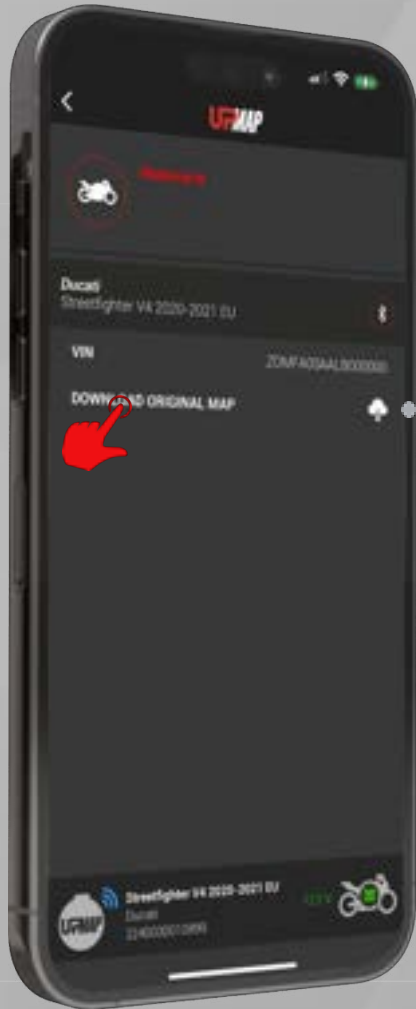 UPMAP
Ducati
Streetfighter V4 2020-2021 EU
VIN
DOWNLOAD ORIGINAL MAP
Streetfighter V4 2020-2021 EU
Ducati
UPMAP